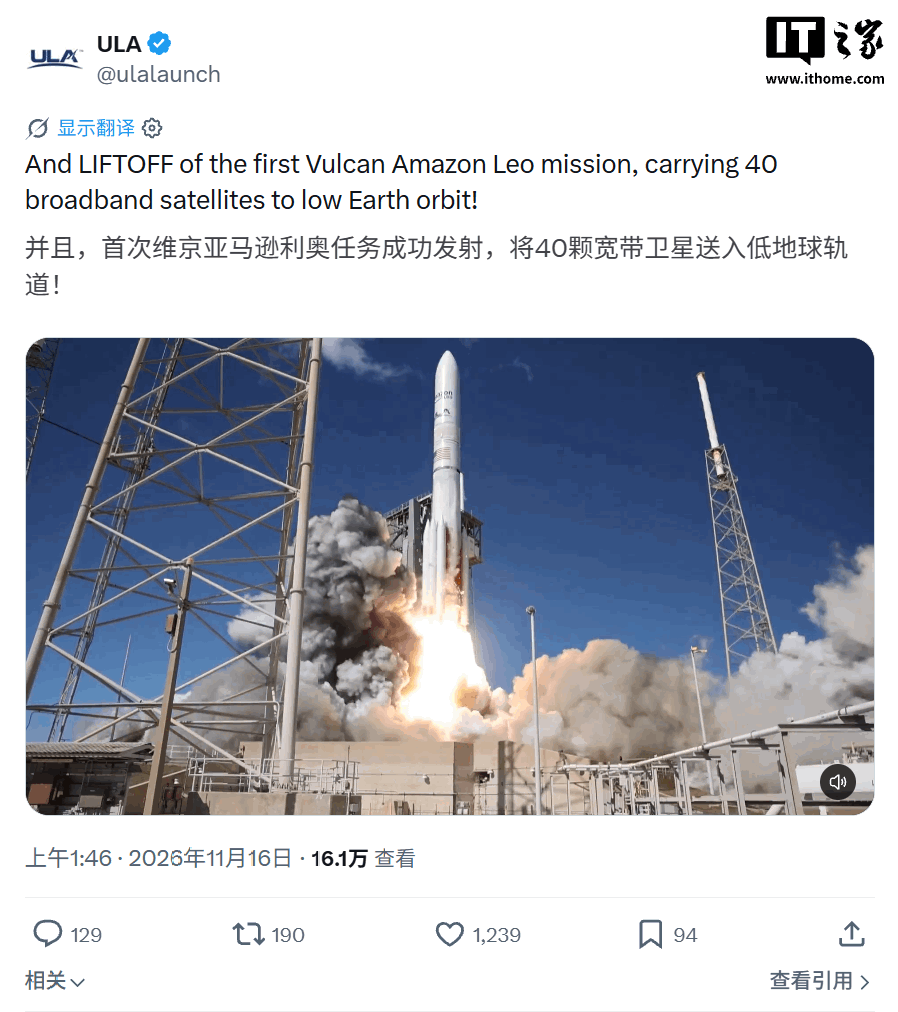 ULA
ULA
@ulalaunch
IT之家
www.ithome.com
显示翻译
And LIFTOFF of the first Vulcan Amazon Leo mission, carrying 40
broadband satellites to low Earth orbit!
并且，首次维京亚马逊利奥任务成功发射，将40颗宽带卫星送入低地球轨
道！
上午1:46 · 2026年11月16日 · 16.1万 查看
129
190
1,239
94
相关
查看引用